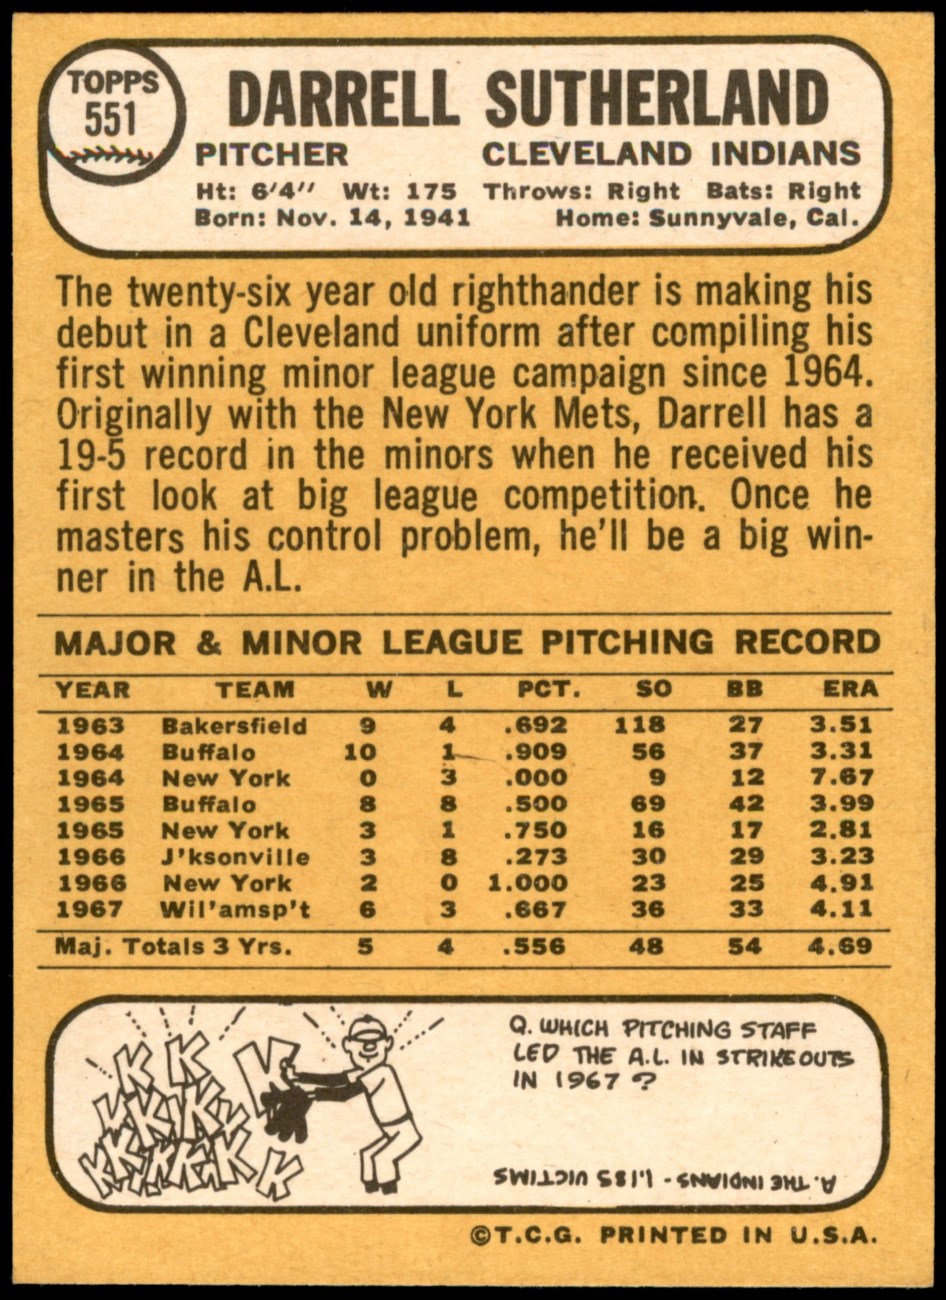 TOPPS
551
DARRELL SUTHERLAND
PITCHER CLEVELAND INDIANS
Ht: 6'4" Wt: 175 Throws: Right Bats: Right
Born: Nov. 14, 1941 Home: Sunnyvale, Cal.
The twenty-six year old righthander is making his
debut in a Cleveland uniform after compiling his
first winning minor league campaign since 1964.
Originally with the New York Mets, Darrell has a
19-5 record in the minors when he received his
first look at big league competition. Once he
masters his control problem, he'll be a big win-
ner in the A.L.
MAJOR & MINOR LEAGUE PITCHING RECORD
YEAR TEAM W L PCT. SO BB ERA
1963 Bakersfield 9 4 .692 118 27 3.51
1964 Buffalo 10 1 .909 56 37 3.31
1964 New York 0 3 .000 9 12 7.67
1965 Buffalo 8 8 .500 69 42 3.99
1965 New York 3 1 .750 16 17 2.81
1966 J'ksonville 3 8 .273 30 29 3.23
1966 New York 2 0 1.000 23 25 4.91
1967 Wil'amsp't 6 3 .667 36 33 4.11
Maj. Totals 3 Yrs. 5 4 .556 48 54 4.69
K K K K K K K K K K K K K K K
Q. WHICH PITCHING STAFF
LED THE A.L. IN STRIKEOUTS
IN 1967 ?
A. THE INDIANS - 1,185 VICTIMS
©T.C.G. PRINTED IN U.S.A.